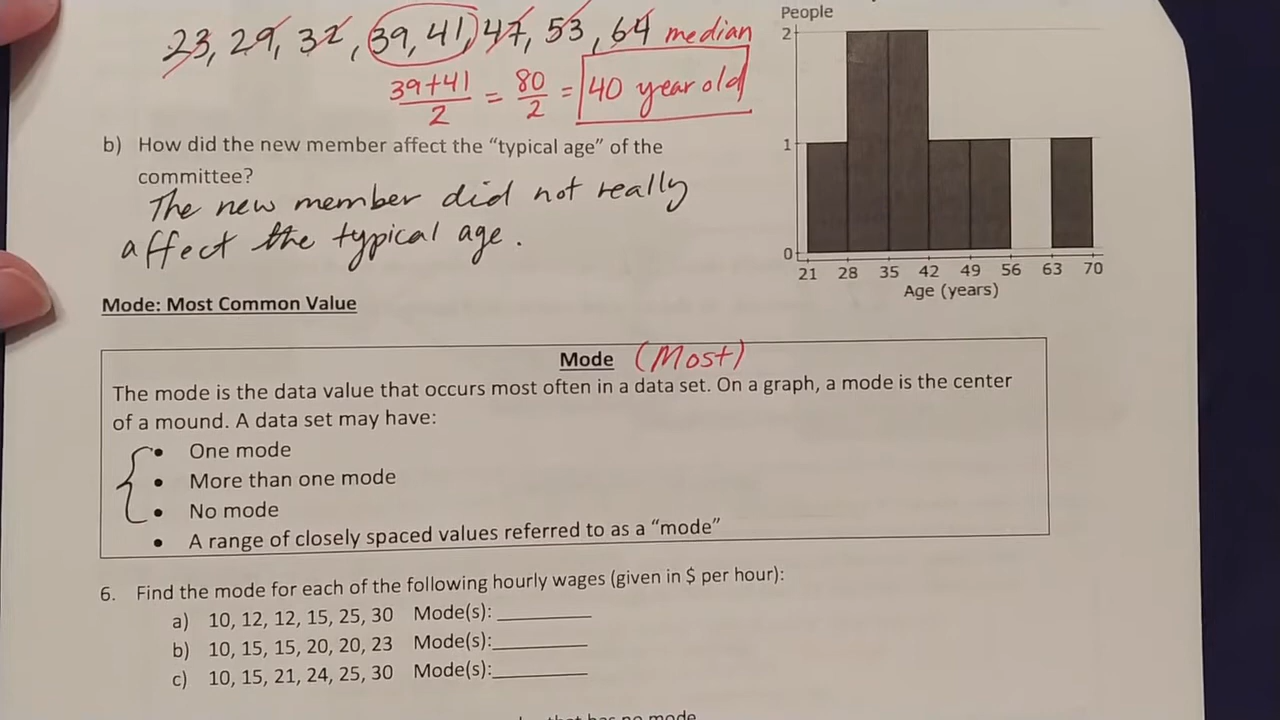 23, 29, 32, 39, 41, 47, 53, 64 median
39+41
2
= 80
2
= 40 year old
b) How did the new member affect the "typical age" of the
committee?
The new member did not really
affect the typical age.
People
2
1
0
21 28 35 42 49 56 63 70
Age (years)
Mode: Most Common Value
Mode (Most)
The mode is the data value that occurs most often in a data set. On a graph, a mode is the center
of a mound. A data set may have:
• One mode
• More than one mode
• No mode
• A range of closely spaced values referred to as a "mode"
6. Find the mode for each of the following hourly wages (given in $ per hour):
a) 10, 12, 12, 15, 25, 30 Mode(s): ________
b) 10, 15, 15, 20, 20, 23 Mode(s):________
c) 10, 15, 21, 24, 25, 30 Mode(s):________
that has no mode